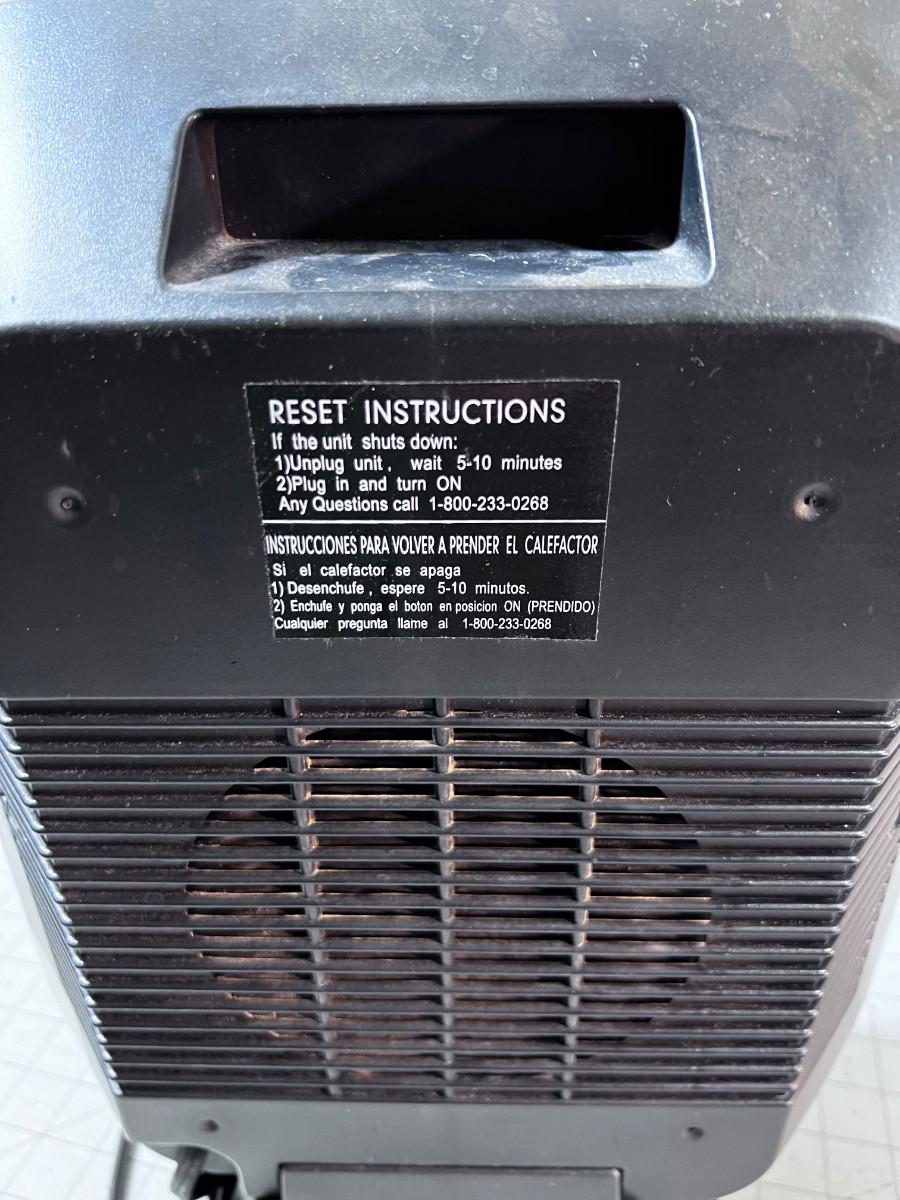 RESET INSTRUCTIONS
If the unit shuts down:
1)Unplug unit, wait 5-10 minutes
2)Plug in and turn ON
Any Questions call 1-800-233-0268
INSTRUCCIONES PARA VOLVER A PRENDER EL CALEFACTOR
Si el calefactor se apaga
1) Desenchufe, espere 5-10 minutos.
2) Enchufe y ponga el boton en posicion ON (PRENDIDO)
Cualquier pregunta llame al 1-800-233-0268